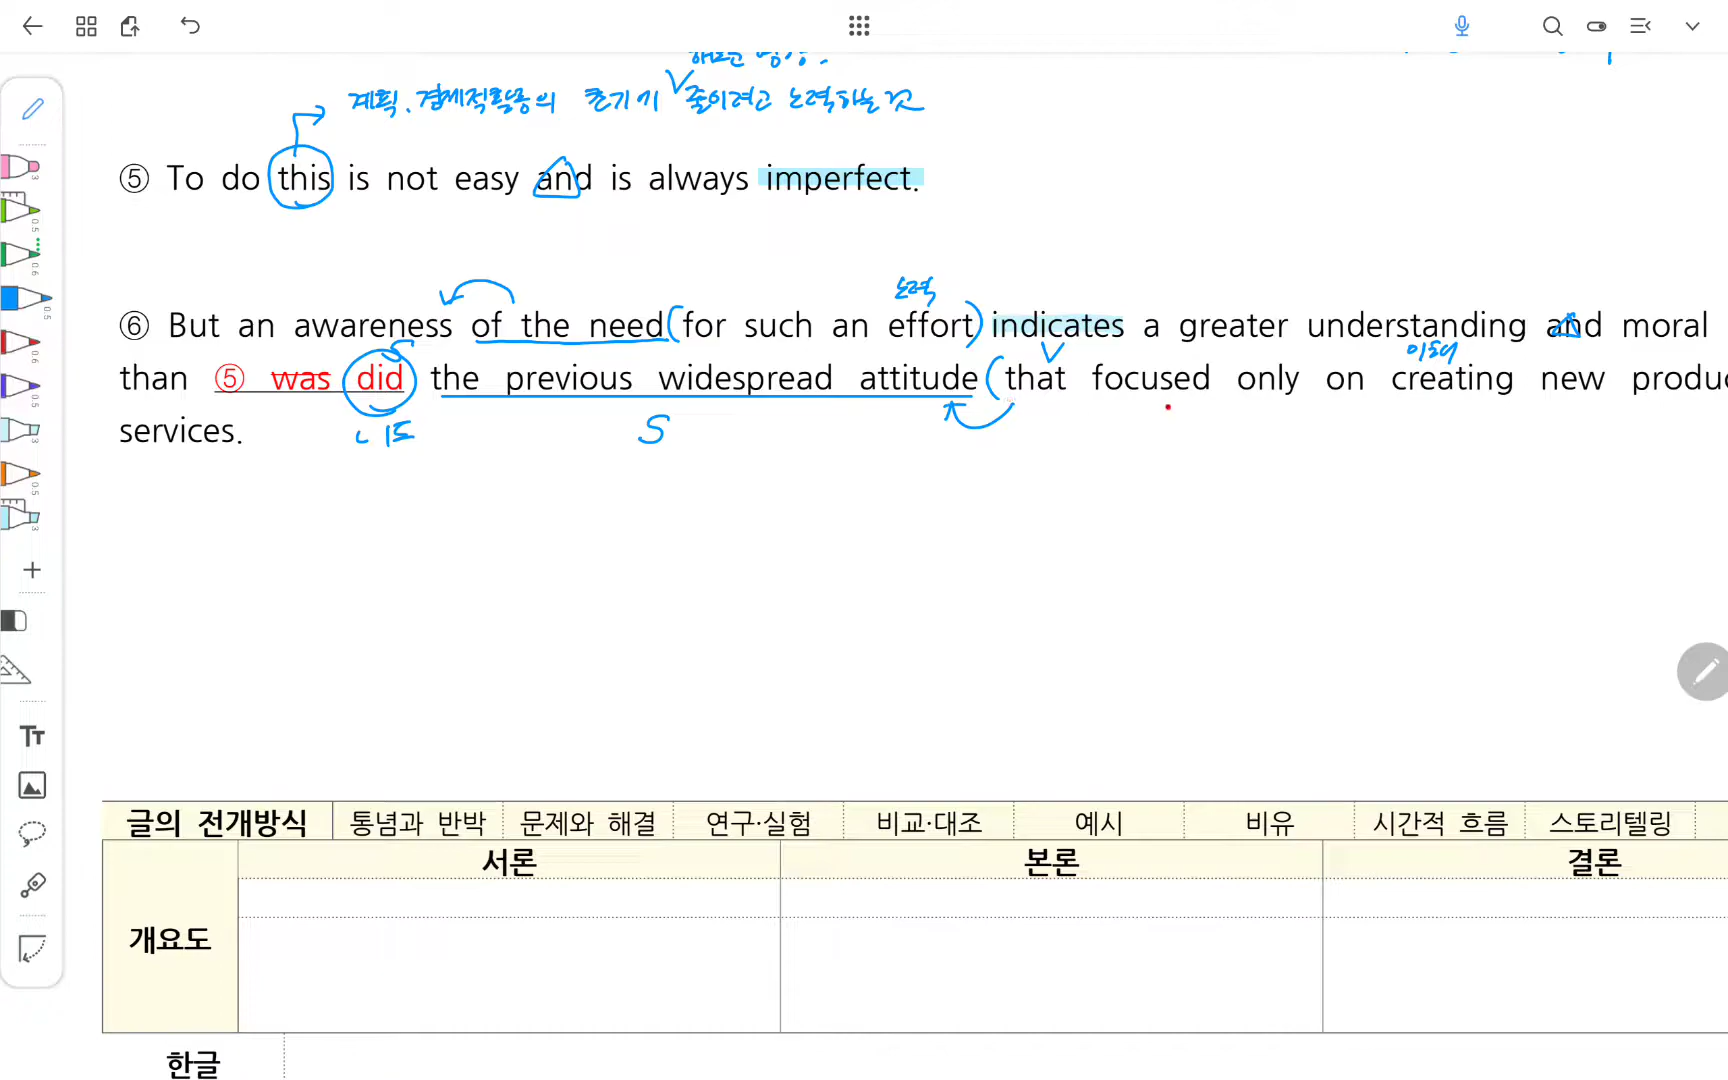 계획, 경제적활동의 크기기 줄이려고 노력하는 것
⑤ To do this is not easy and is always imperfect.
노력
⑥ But an awareness of the need (for such an effort) indicates a greater understanding and moral
than ⑤ was did the previous widespread attitude (that focused only on creating new
S
services.
글의 전개방식 통념과 반박 문제와 해결 연구·실험 비교·대조 예시 비유 시간적 흐름 스토리텔링
서론 본론 결론
개요도
한글